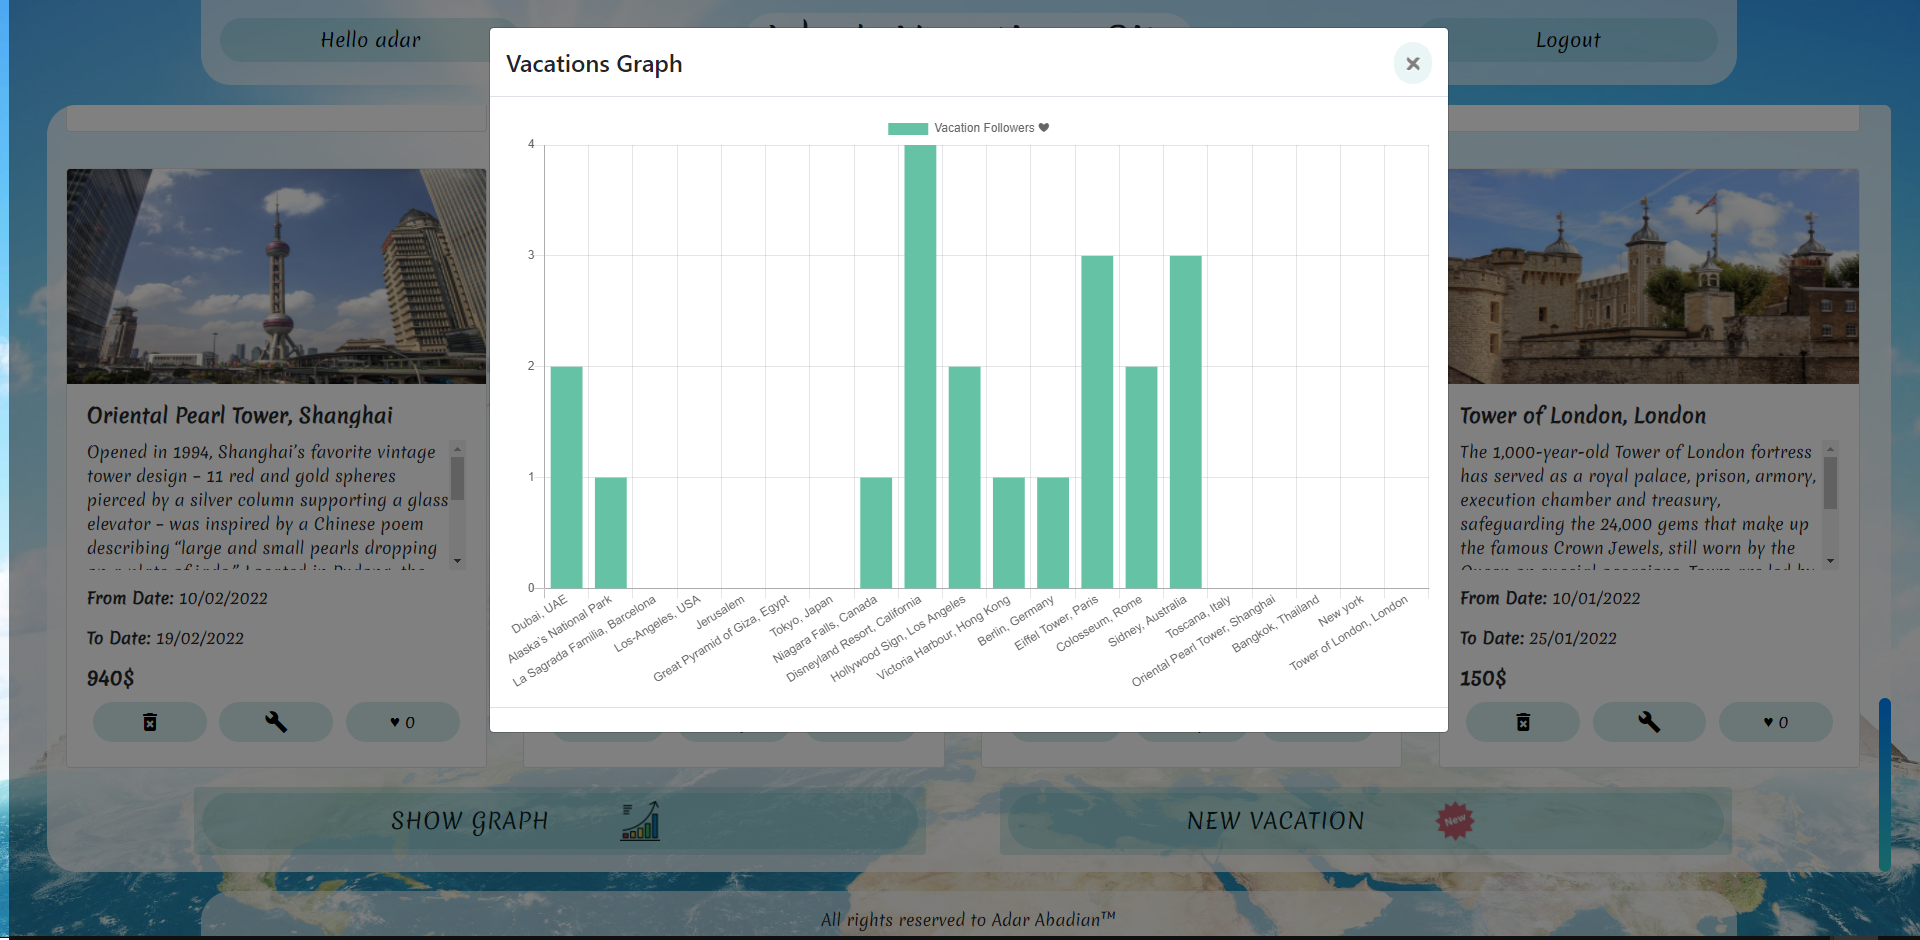 Hello adar
Logout
Vacations Graph
×
Vacation Followers ♥
4
3
2
1
0
Dubai, UAE
Alaska's National Park
La Sagrada Familia, Barcelona
Los-Angeles, USA
Jerusalem
Great Pyramid of Giza, Egypt
Tokyo, Japan
Niagara Falls, Canada
Disneyland Resort, California
Hollywood Sign, Los Angeles
Victoria Harbour, Hong Kong
Berlin, Germany
Eiffel Tower, Paris
Colosseum, Rome
Sidney, Australia
Toscana, Italy
Oriental Pearl Tower, Shanghai
Bangkok, Thailand
New york
Tower of London, London
Oriental Pearl Tower, Shanghai
Opened in 1994, Shanghai's favorite vintage
tower design – 11 red and gold spheres
pierced by a silver column supporting a glass
elevator – was inspired by a Chinese poem
describing “large and small pearls dropping
From Date: 10/02/2022
To Date: 19/02/2022
940$
♥ 0
Tower of London, London
The 1,000-year-old Tower of London fortress
has served as a royal palace, prison, armory,
execution chamber and treasury,
safeguarding the 24,000 gems that make up
the famous Crown Jewels, still worn by the
From Date: 10/01/2022
To Date: 25/01/2022
150$
♥ 0
SHOW GRAPH
NEW VACATION
New
All rights reserved to Adar Abadian™